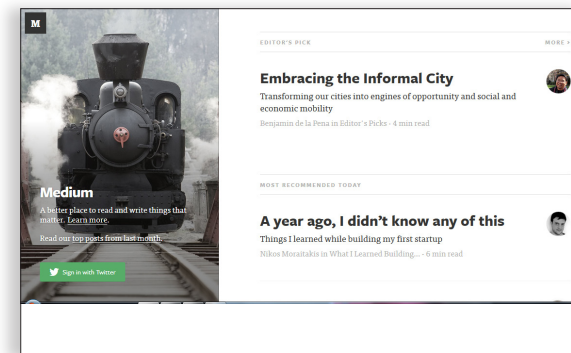 M
Medium
A better place to read and write things that
matter. Learn more.
Read our top posts from last month.
Sign in with Twitter
EDITOR'S PICK
MORE >
Embracing the Informal City
Transforming our cities into engines of opportunity and social and
economic mobility
Benjamin de la Pena in Editor's Picks - 4 min read
MOST RECOMMENDED TODAY
A year ago, I didn't know any of this
Things I learned while building my first startup
Nikos Moraitakis in What I Learned Building... - 6 min read